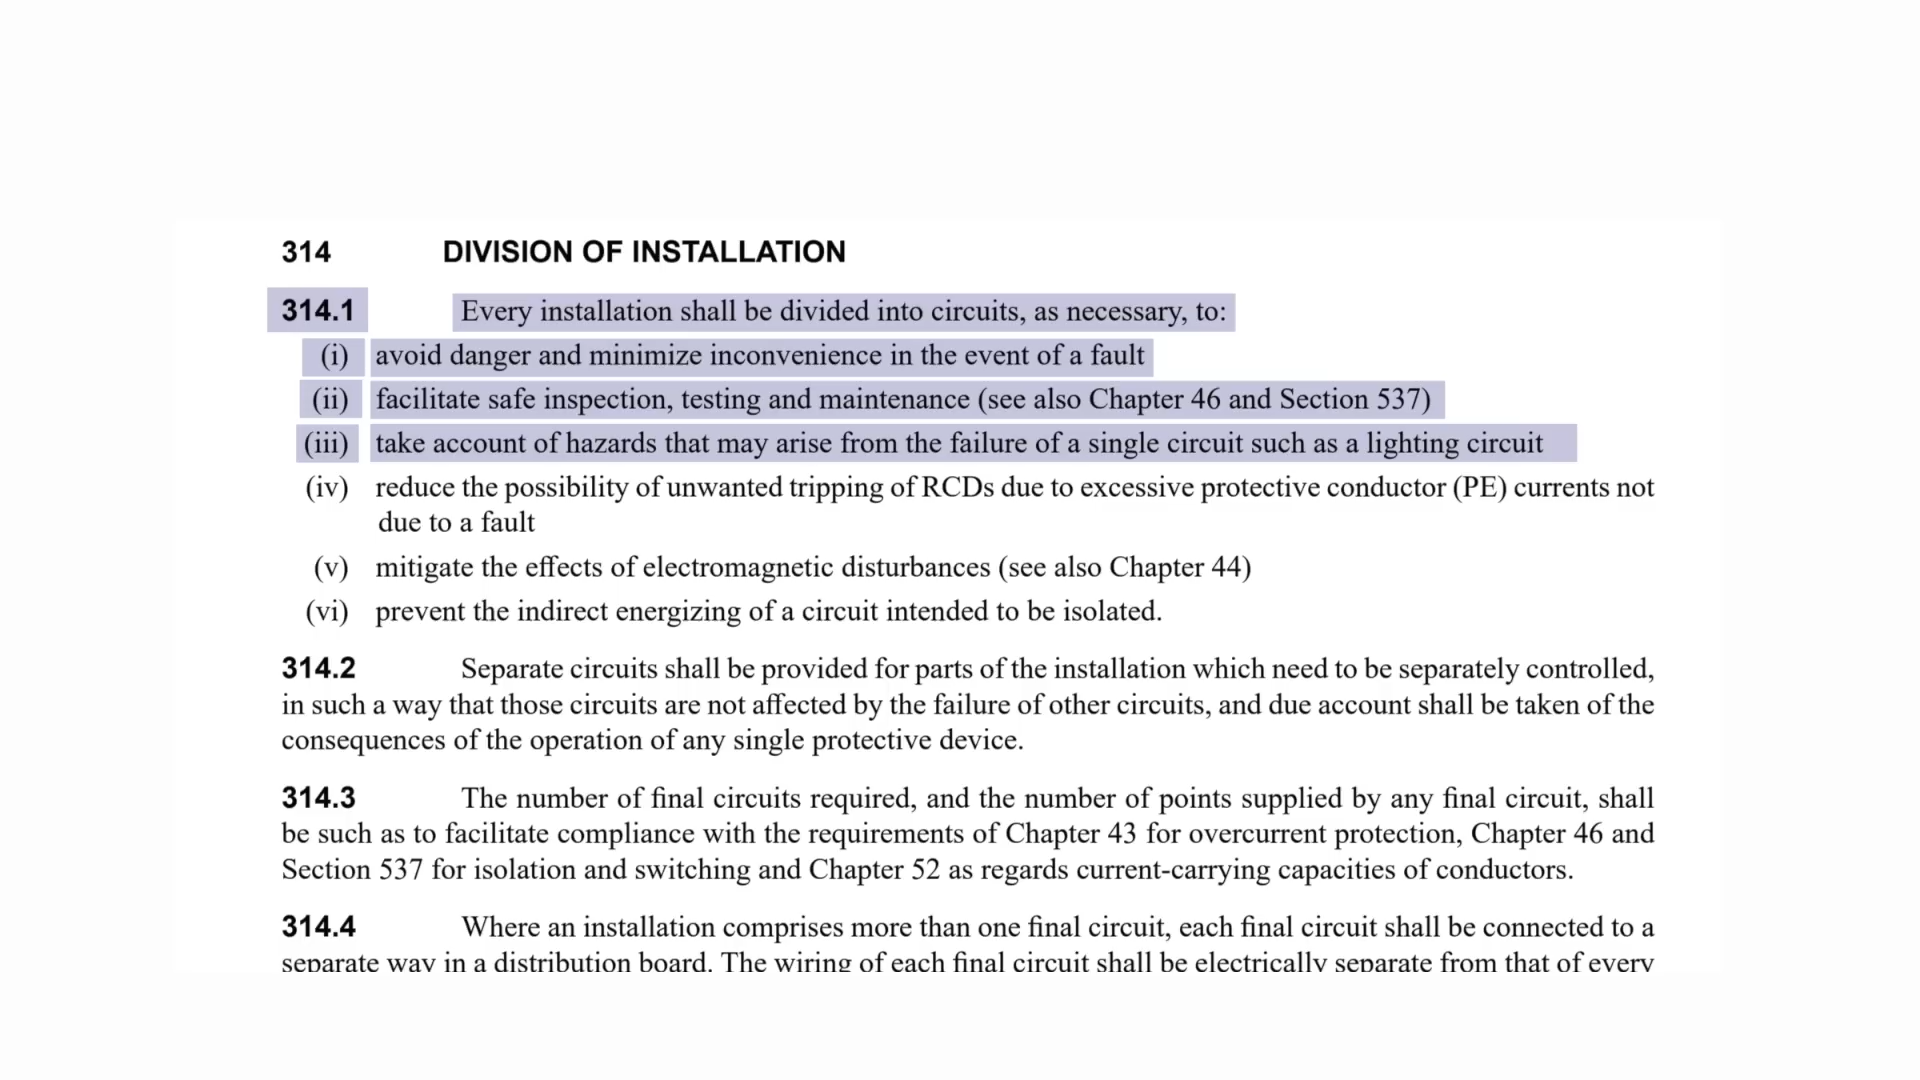 314 DIVISION OF INSTALLATION
314.1 Every installation shall be divided into circuits, as necessary, to:
(i) avoid danger and minimize inconvenience in the event of a fault
(ii) facilitate safe inspection, testing and maintenance (see also Chapter 46 and Section 537)
(iii) take account of hazards that may arise from the failure of a single circuit such as a lighting circuit
(iv) reduce the possibility of unwanted tripping of RCDs due to excessive protective conductor (PE) currents not
due to a fault
(v) mitigate the effects of electromagnetic disturbances (see also Chapter 44)
(vi) prevent the indirect energizing of a circuit intended to be isolated.
314.2 Separate circuits shall be provided for parts of the installation which need to be separately controlled,
in such a way that those circuits are not affected by the failure of other circuits, and due account shall be taken of the
consequences of the operation of any single protective device.
314.3 The number of final circuits required, and the number of points supplied by any final circuit, shall
be such as to facilitate compliance with the requirements of Chapter 43 for overcurrent protection, Chapter 46 and
Section 537 for isolation and switching and Chapter 52 as regards current-carrying capacities of conductors.
314.4 Where an installation comprises more than one final circuit, each final circuit shall be connected to a
separate way in a distribution board. The wiring of each final circuit shall be electrically separate from that of every